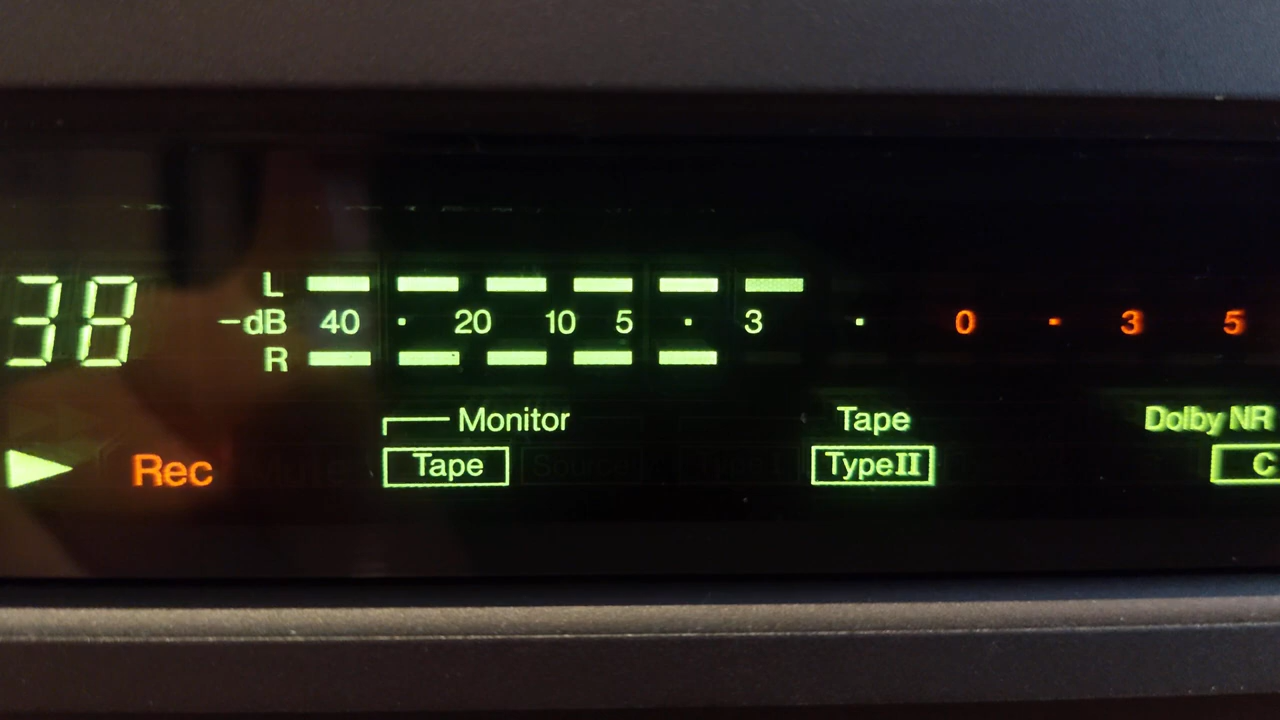 L
38 -dB 40 · 20 10 5 · 3 · 0 · 3 5
R
Monitor Tape Dolby NR
Rec Tape TypeII C